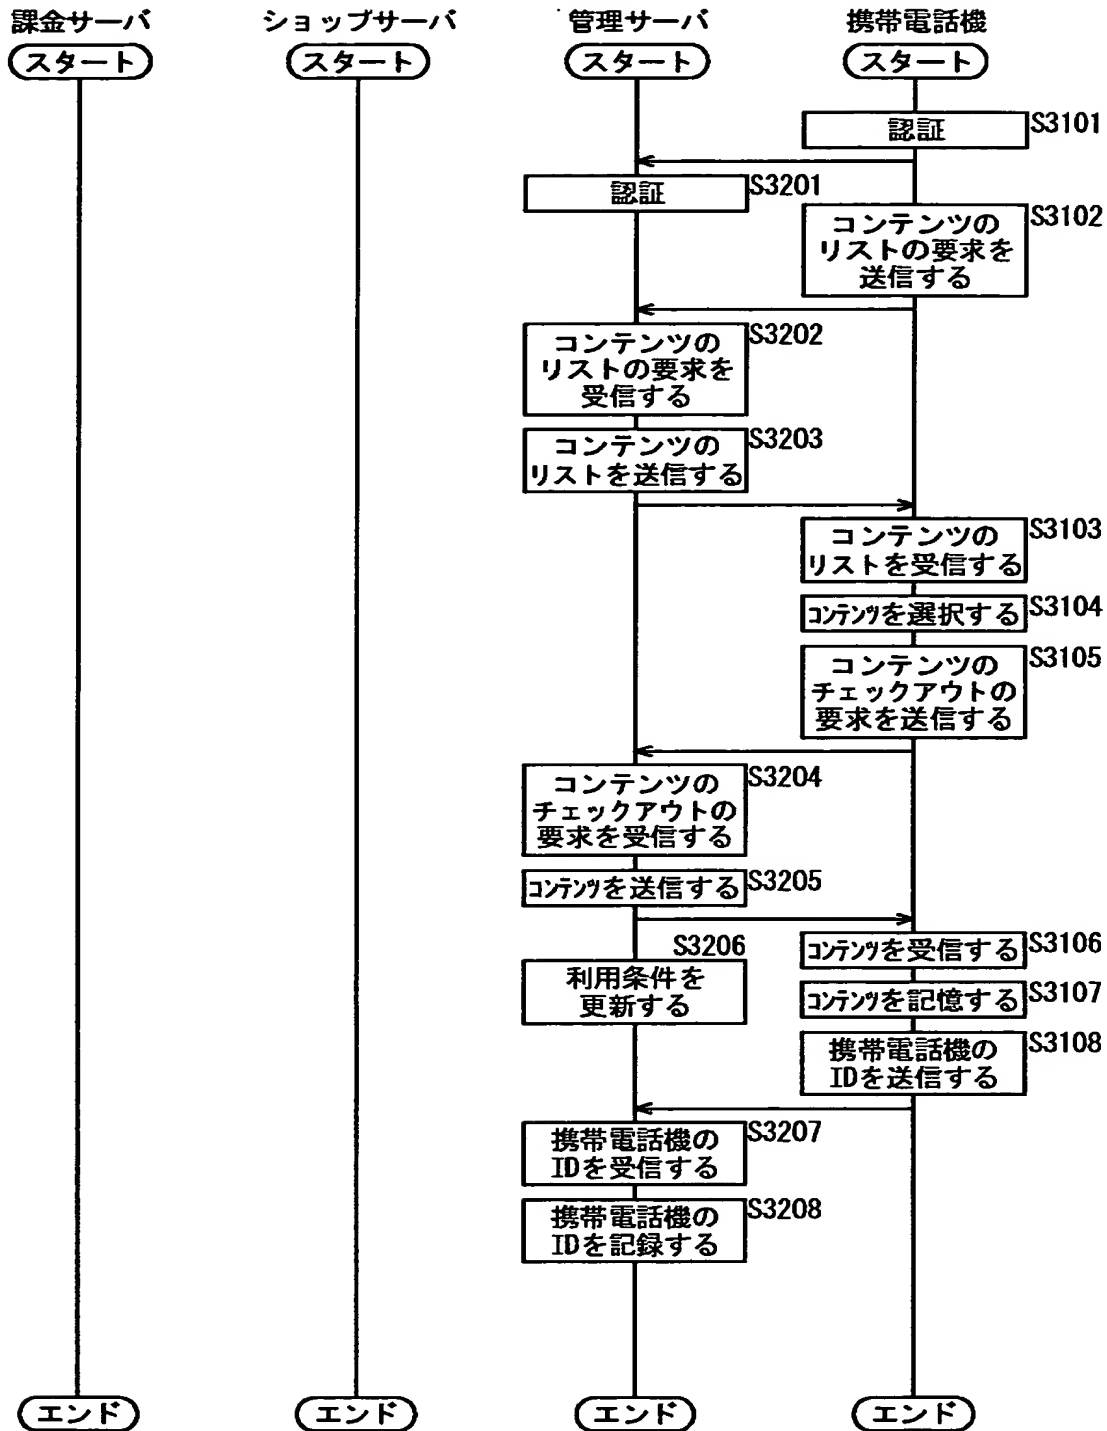 課金サーバ
ショップサーバ
管理サーバ
携帯電話機
スタート
スタート
スタート
スタート
認証
S3101
認証
S3201
コンテンツの
リストの要求を
送信する
S3102
コンテンツの
リストの要求を
受信する
S3202
コンテンツの
リストを送信する
S3203
コンテンツの
リストを受信する
S3103
コンテンツを選択する
S3104
コンテンツの
チェックアウトの
要求を送信する
S3105
コンテンツの
チェックアウトの
要求を受信する
S3204
コンテンツを送信する
S3205
コンテンツを受信する
S3106
S3206
利用条件を
更新する
コンテンツを記憶する
S3107
携帯電話機の
IDを送信する
S3108
携帯電話機の
IDを受信する
S3207
携帯電話機の
IDを記録する
S3208
エンド
エンド
エンド
エンド